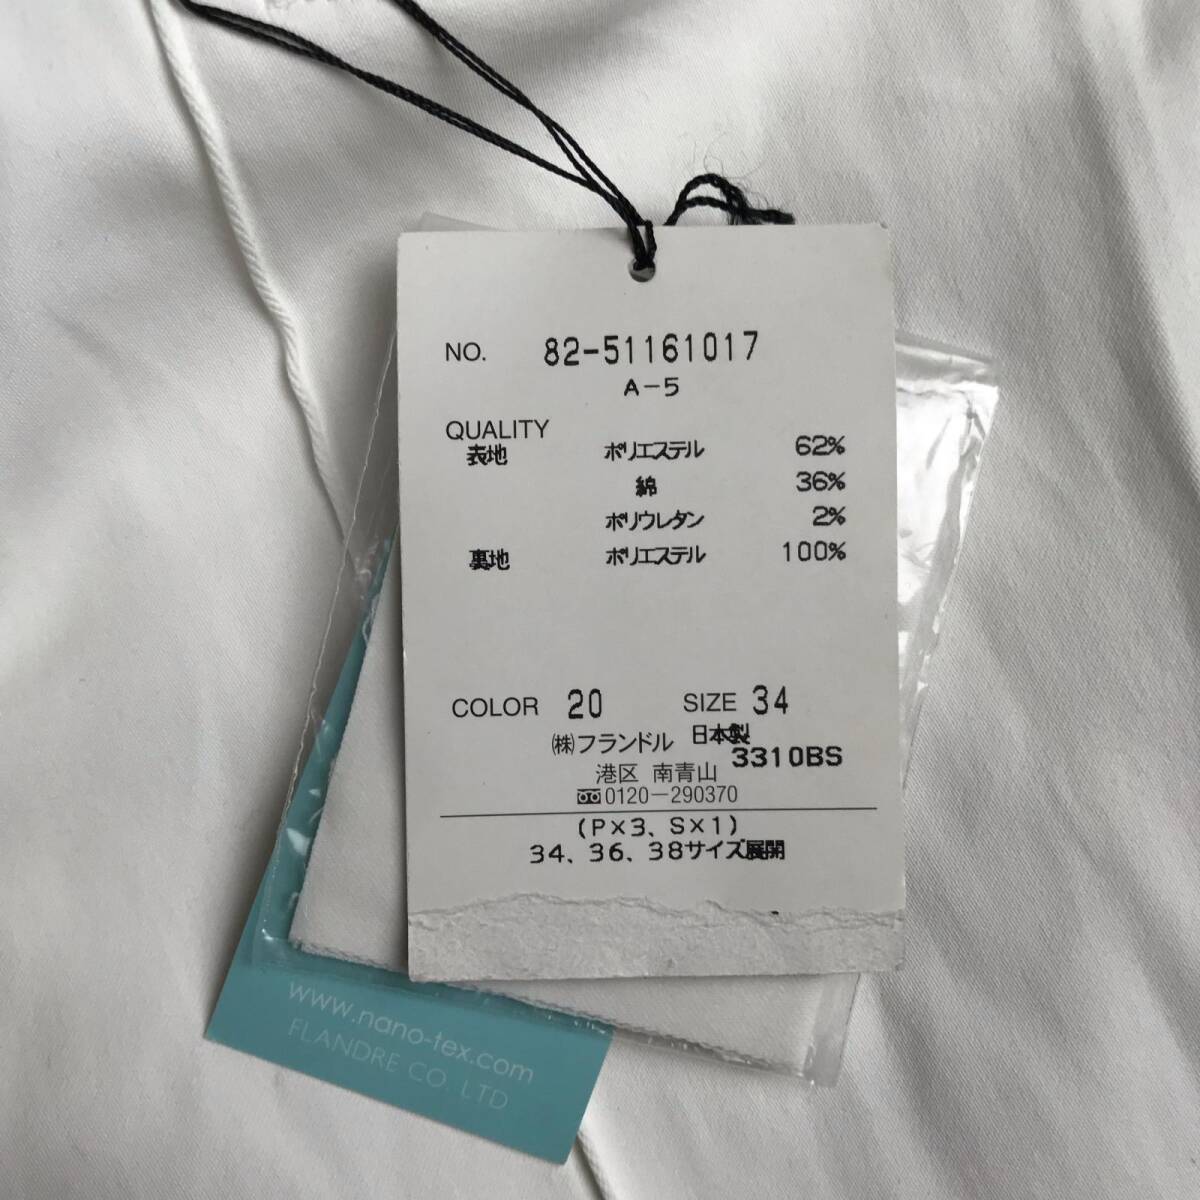 NO. 82-51161017
A-5
QUALITY
表地 ポリエステル 62%
綿 36%
ポリウレタン 2%
裏地 ポリエステル 100%
COLOR 20 SIZE 34
㈱フランドル 日本製
3310BS
港区 南青山
0120-290370
(P×3、S×1)
34、36、38サイズ展開
www.nano-tex.com
FLANDRE CO. LTD